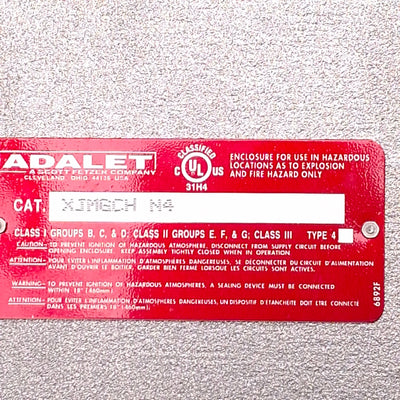 ADALET
A SCOTT FETZER COMPANY
CLEVELAND, OHIO 44135 USA
CLASSIFIED
C UL US
31H4
ENCLOSURE FOR USE IN HAZARDOUS
LOCATIONS AS TO EXPLOSION
AND FIRE HAZARD ONLY
CAT. XJMGCH N4
CLASS I GROUPS B, C, & D; CLASS II GROUPS E, F, & G; CLASS III TYPE 4
CAUTION:- TO PREVENT IGNITION OF HAZARDOUS ATMOSPHERE, DISCONNECT FROM SUPPLY CIRCUIT BEFORE
OPENING ENCLOSURE. KEEP ASSEMBLY TIGHTLY CLOSED WHEN IN OPERATION
ATTENTION:- POUR EVITER L'INFLAMMATION D'ATMOSPHERES DANGEREUSES, SE DECONNECTER DU CIRCUIT D'ALIMENTATION
AVANT D'OUVRIR LE BOITIER. GARDER BIEN FERME LORSQUE LES CIRCUITS SONT ACTIVES.
WARNING:- TO PREVENT IGNITION OF HAZARDOUS ATMOSPHERES, A SEALING DEVICE MUST BE CONNECTED
WITHIN 18" (460mm).
ATTENTION:- POUR EVITER L'INFLAMMATION D'ATMOSPHERES DANGEREUSES, UN DISPOSITIF D'ETANCHEITE DOIT ETRE CONNECTE
DANS LES PREMIERS 18" (460mm).
6892F